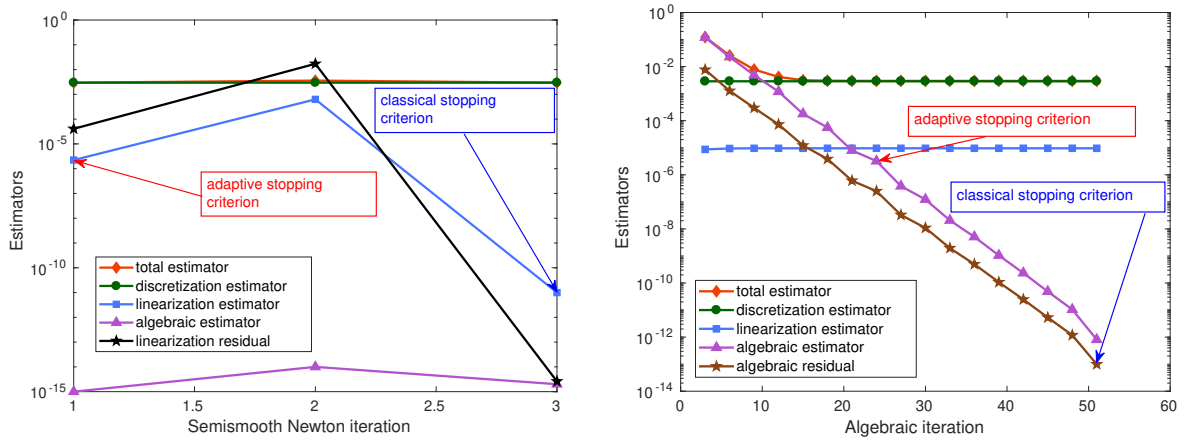 10^0
10^-5
10^-10
10^-15
Estimators
1
1.5
2
2.5
3
Semismooth Newton iteration
classical stopping
criterion
adaptive stopping
criterion
total estimator
discretization estimator
linearization estimator
algebraic estimator
linearization residual
10^0
10^-2
10^-4
10^-6
10^-8
10^-10
10^-12
10^-14
Estimators
0
10
20
30
40
50
60
Algebraic iteration
adaptive stopping criterion
classical stopping criterion
total estimator
discretization estimator
linearization estimator
algebraic estimator
algebraic residual